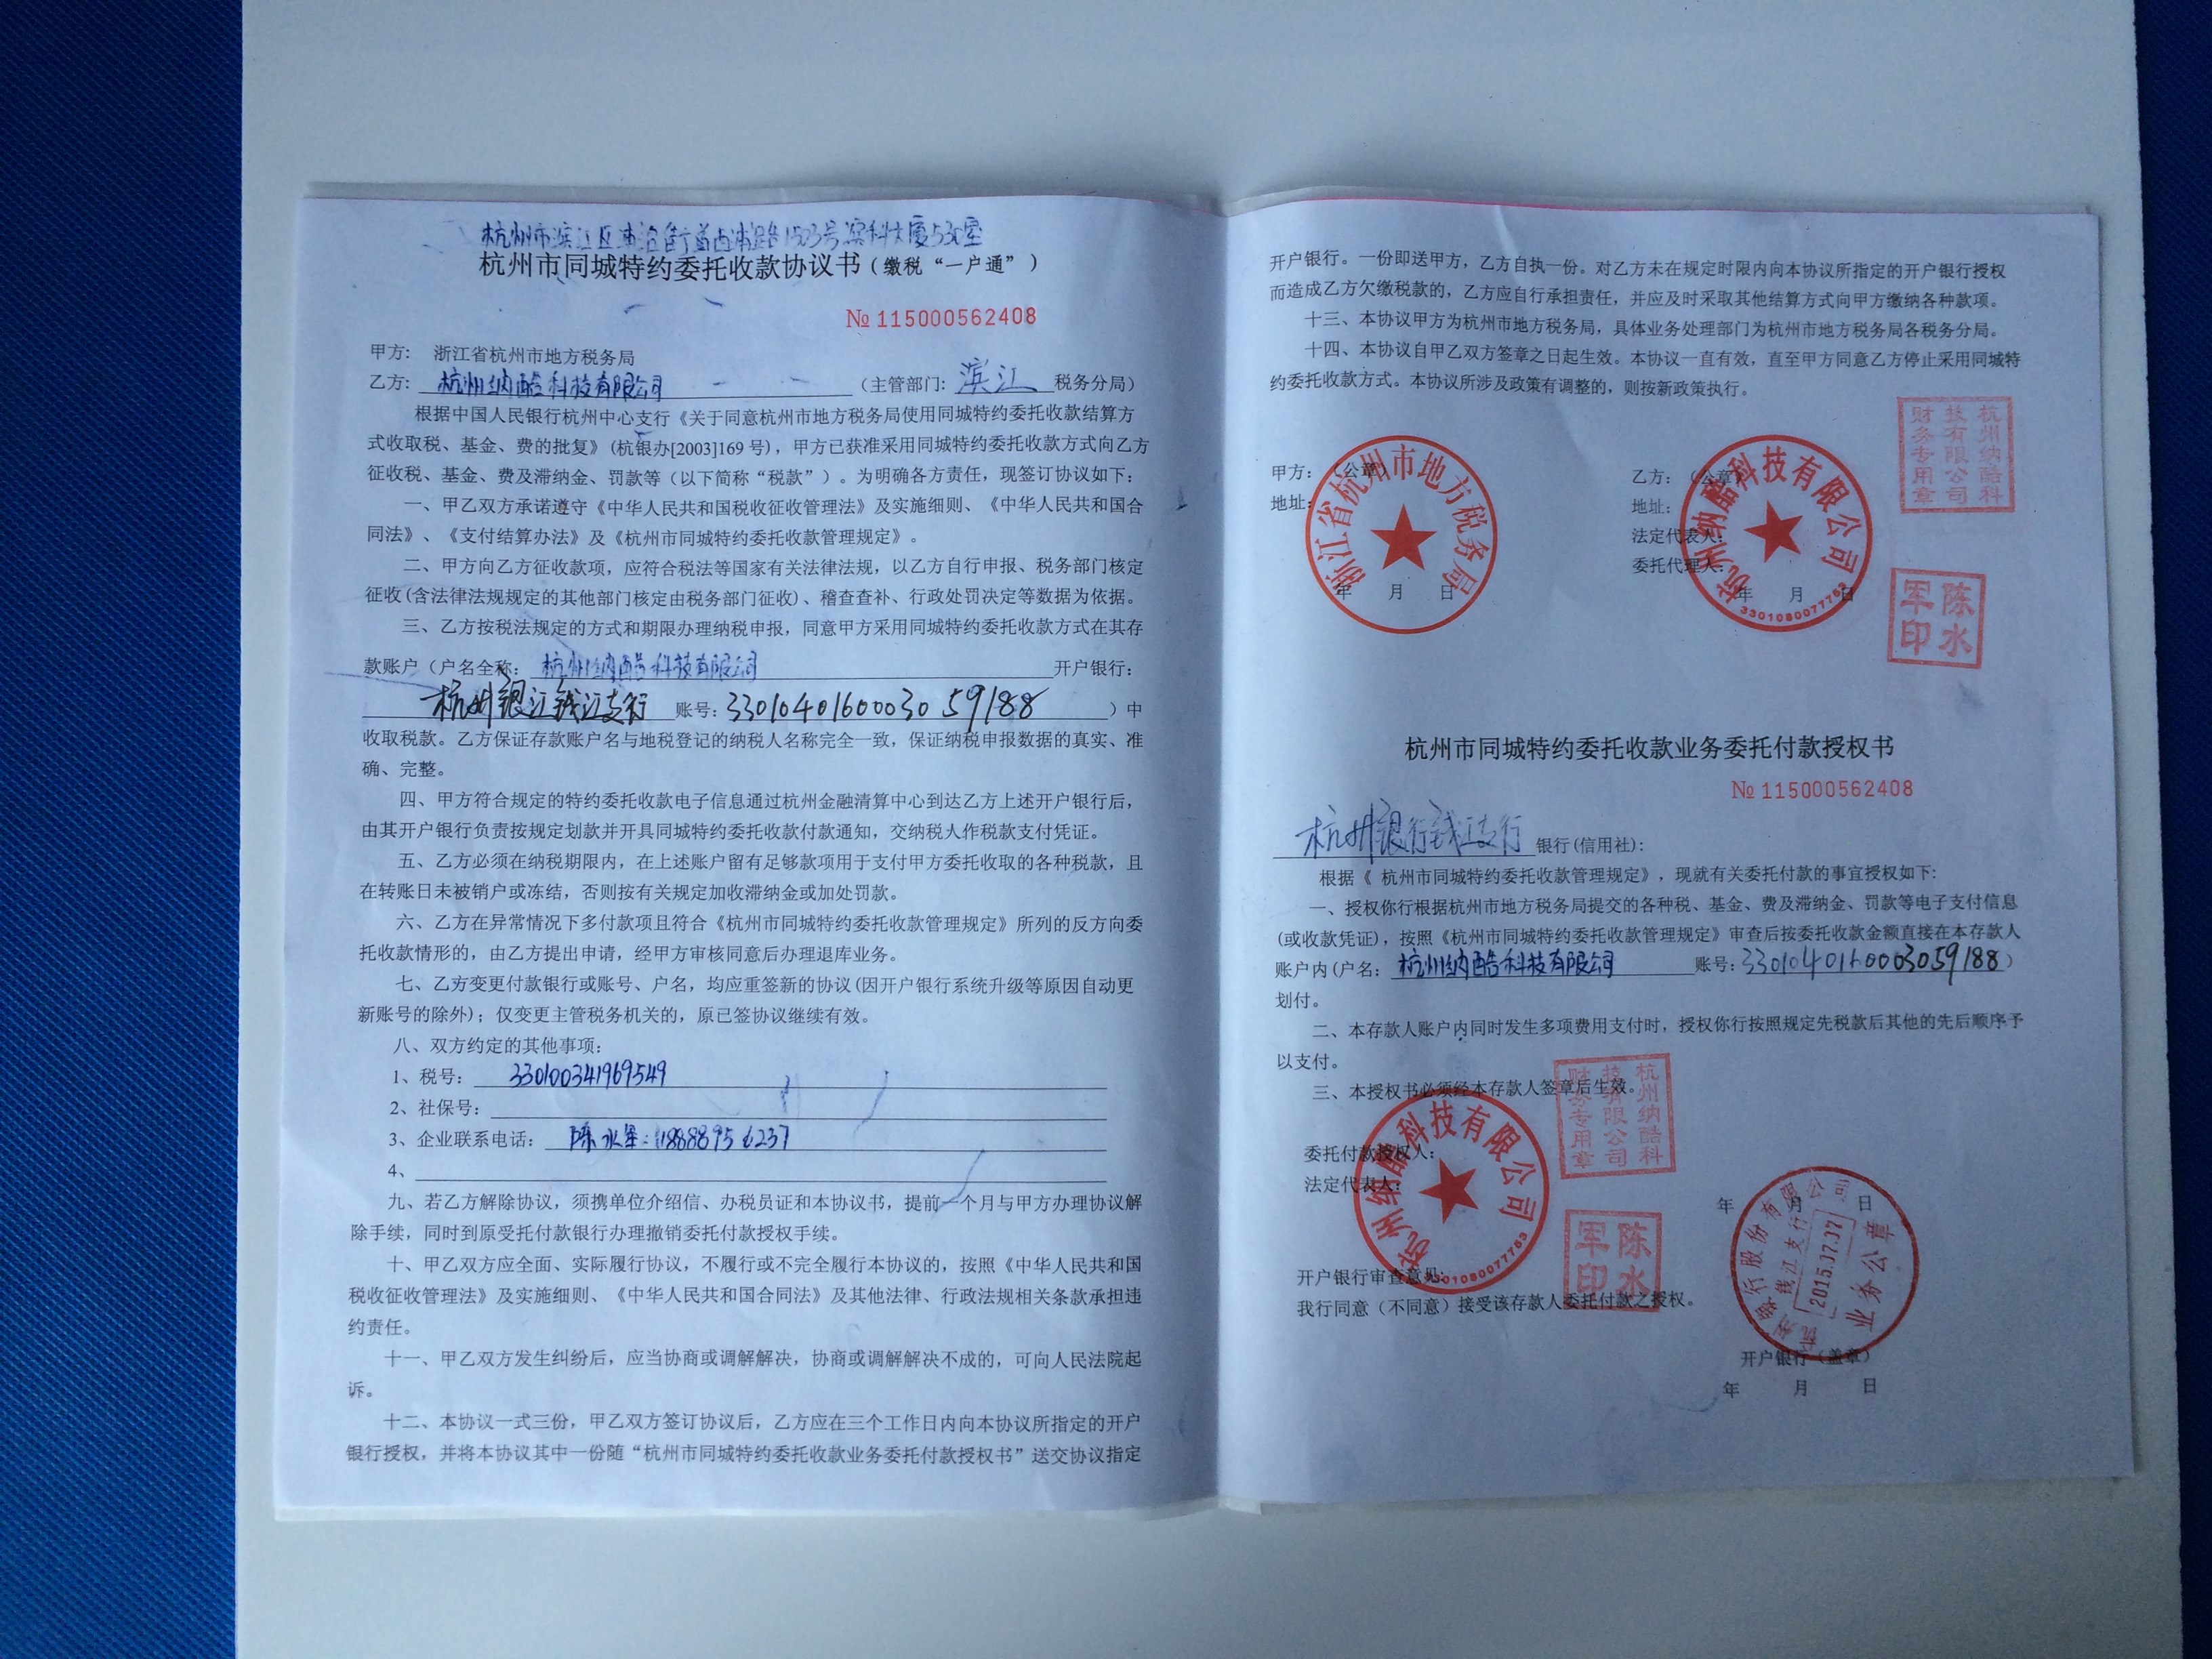 杭州市滨江区浦沿街道南环路1503号滨科大厦530室
杭州市同城特约委托收款协议书(缴税“一户通”)
№ 115000562408
甲方: 浙江省杭州市地方税务局
乙方: 杭州纳酷科技有限公司 (主管部门: 滨江 税务分局)
根据中国人民银行杭州中心支行《关于同意杭州市地方税务局使用同城特约委托收款结算方
式收取税、基金、费的批复》(杭银办[2003]169 号),甲方已获准采用同城特约委托收款方式向乙方
征收税、基金、费及滞纳金、罚款等(以下简称“税款”)。为明确各方责任,现签订协议如下:
一、甲乙双方承诺遵守《中华人民共和国税收征收管理法》及实施细则、《中华人民共和国合
同法》、《支付结算办法》及《杭州市同城特约委托收款管理规定》。
二、甲方向乙方征收款项,应符合税法等国家有关法律法规,以乙方自行申报、税务部门核定
征收(含法律法规规定的其他部门核定由税务部门征收)、稽查查补、行政处罚决定等数据为依据。
三、乙方按税法规定的方式和期限办理纳税申报,同意甲方采用同城特约委托收款方式在其存
款账户(户名全称: 杭州纳酷科技有限公司 开户银行:
杭州银江钱江支行 账号: 3301040160003059188 )中
收取税款。乙方保证存款账户名与地税登记的纳税人名称完全一致,保证纳税申报数据的真实、准
确、完整。
四、甲方符合规定的特约委托收款电子信息通过杭州金融清算中心到达乙方上述开户银行后,
由其开户银行负责按规定划款并开具同城特约委托收款付款通知,交纳税人作税款支付凭证。
五、乙方必须在纳税期限内,在上述账户留有足够款项用于支付甲方委托收取的各种税款,且
在转账日未被销户或冻结,否则按有关规定加收滞纳金或加处罚款。
六、乙方在异常情况下多付款项且符合《杭州市同城特约委托收款管理规定》所列的反方向委
托收款情形的,由乙方提出申请,经甲方审核同意后办理退库业务。
七、乙方变更付款银行或账号、户名,均应重签新的协议(因开户银行系统升级等原因自动更
新账号的除外);仅变更主管税务机关的,原已签协议继续有效。
八、双方约定的其他事项:
1、税号: 330100341969549
2、社保号:
3、企业联系电话: 陈水军: 18888956237
4、
九、若乙方解除协议,须携单位介绍信、办税员证和本协议书,提前一个月与甲方办理协议解
除手续,同时到原受托付款银行办理撤销委托付款授权手续。
十、甲乙双方应全面、实际履行协议,不履行或不完全履行本协议的,按照《中华人民共和国
税收征收管理法》及实施细则、《中华人民共和国合同法》及其他法律、行政法规相关条款承担违
约责任。
十一、甲乙双方发生纠纷后,应当协商或调解解决,协商或调解解决不成的,可向人民法院起
诉。
十二、本协议一式三份,甲乙双方签订协议后,乙方应在三个工作日内向本协议所指定的开户
银行授权,并将本协议其中一份随“杭州市同城特约委托收款业务委托付款授权书”送交协议指定
开户银行。一份即送甲方,乙方自执一份。对乙方未在规定时限内向本协议所指定的开户银行授权
而造成乙方欠缴税款的,乙方应自行承担责任,并应及时采取其他结算方式向甲方缴纳各种款项。
十三、本协议甲方为杭州市地方税务局,具体业务处理部门为杭州市地方税务局各税务分局。
十四、本协议自甲乙双方签章之日起生效。本协议一直有效,直至甲方同意乙方停止采用同城特
约委托收款方式。本协议所涉及政策有调整的,则按新政策执行。
甲方:(公章)
地址:
年 月 日
浙江省杭州市地方税务局
乙方:(公章)
地址:
法定代表人:
委托代理人:
年 月 日
杭州纳酷科技有限公司
3301080077763
杭州纳酷科技有限公司财务专用章
陈水军印
杭州市同城特约委托收款业务委托付款授权书
№ 115000562408
杭州银行钱江支行 银行(信用社):
根据《 杭州市同城特约委托收款管理规定》,现就有关委托付款的事宜授权如下:
一、授权你行根据杭州市地方税务局提交的各种税、基金、费及滞纳金、罚款等电子支付信息
(或收款凭证),按照《杭州市同城特约委托收款管理规定》审查后按委托收款金额直接在本存款人
账户内(户名: 杭州纳酷科技有限公司 账号: 3301040160003059188)
划付。
二、本存款人账户内同时发生多项费用支付时,授权你行按照规定先税款后其他的先后顺序予
以支付。
三、本授权书必须经本存款人签章后生效。
委托付款授权人:
法定代表人:
年 月 日
杭州纳酷科技有限公司
3301080077763
杭州纳酷科技有限公司财务专用章
陈水军印
开户银行审查意见:
我行同意(不同意)接受该存款人委托付款之授权。
杭州银行股份有限公司
钱江支行
2015.07.07
业务公章
开户银行(盖章)
年 月 日